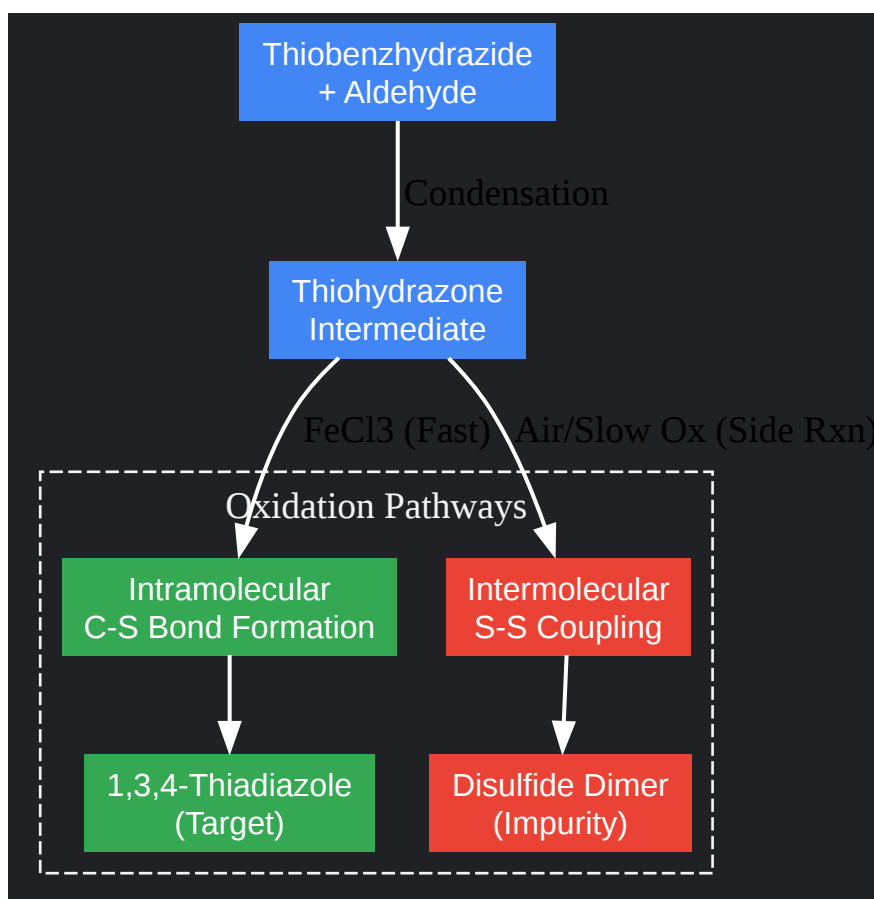 Thiobenzhydrazide
+ Aldehyde
Condensation
Thiohydrazone
Intermediate
FeCl3 (Fast)
Air/Slow Ox (Side Rxn)
Oxidation Pathways
Intramolecular
C-S Bond Formation
Intermolecular
S-S Coupling
1,3,4-Thiadiazole
(Target)
Disulfide Dimer
(Impurity)